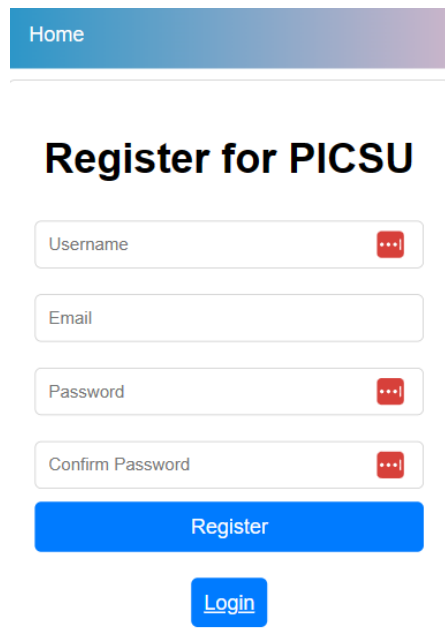 Home
Register for PICSU
Username
Email
Password
Confirm Password
Register
Login